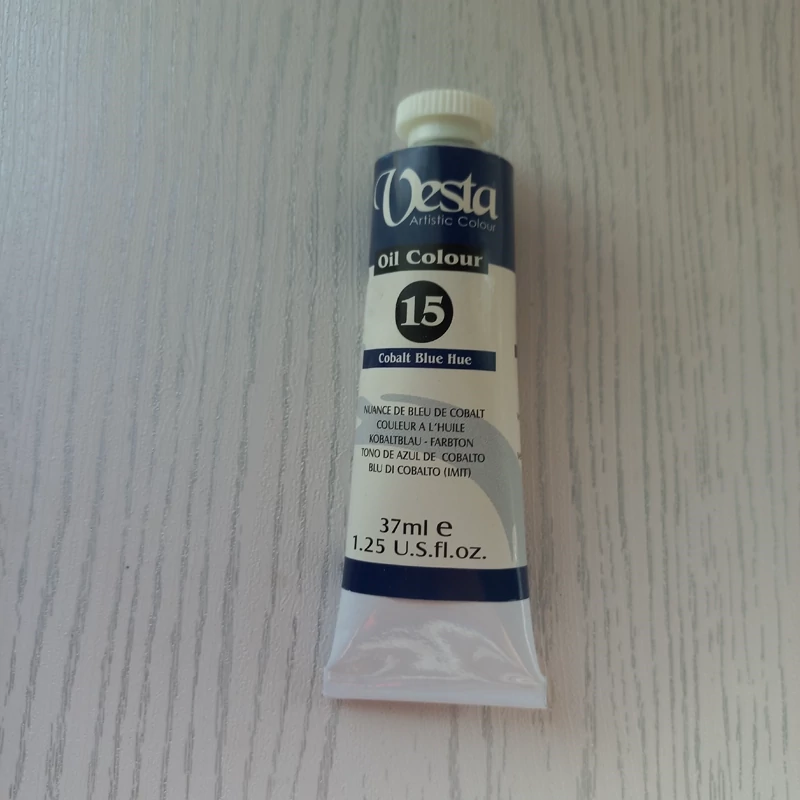 Vesta
Artistic Colour
Oil Colour
15
Cobalt Blue Hue
NUANCE DE BLEU DE COBALT
COULEUR A L'HUILE
KOBALTBLAU - FARBTON
TONO DE AZUL DE COBALTO
BLU DI COBALTO (IMIT)
37ml e
1.25 U.S.fl.oz.